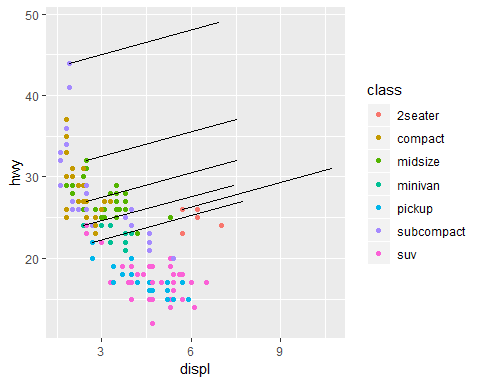 50
40
30
20
hwy
3
6
9
displ
class
2seater
compact
midsize
minivan
pickup
subcompact
suv